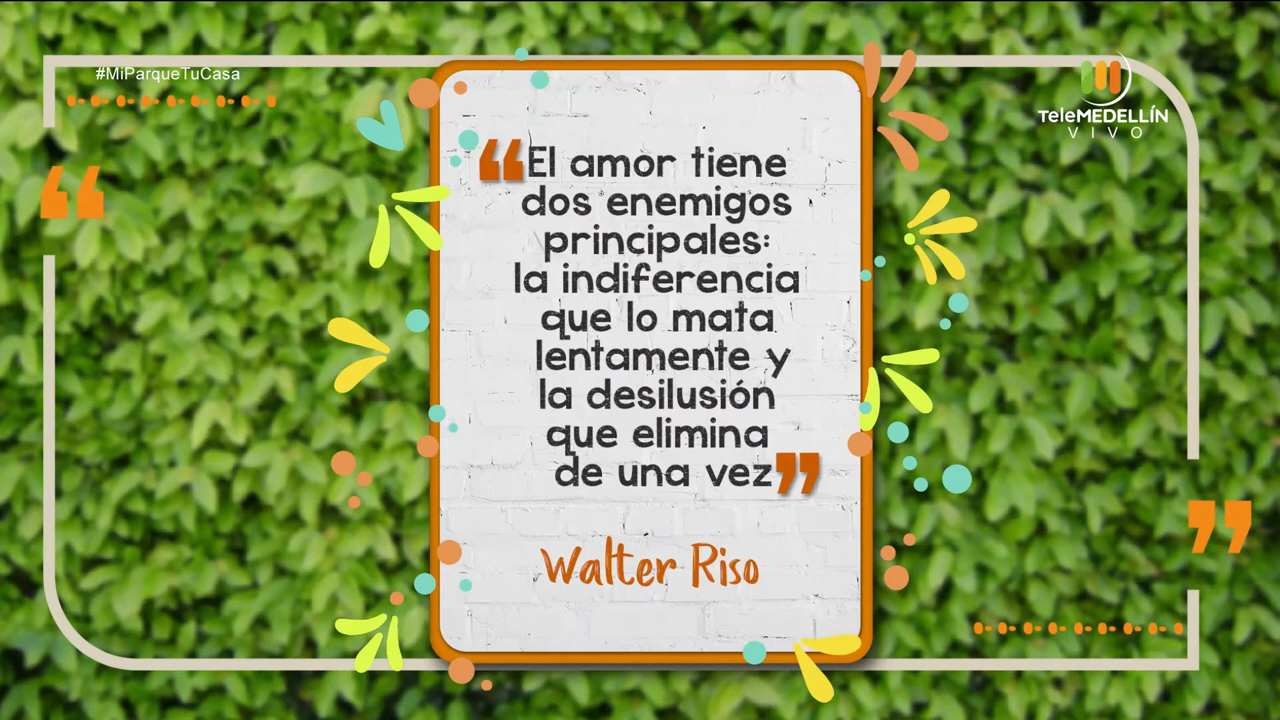 #MiParqueTuCasa
TeleMEDELLÍN
VIVO
“El amor tiene
dos enemigos
principales:
la indiferencia
que lo mata
lentamente y
la desilusión
que elimina
de una vez”
Walter Riso